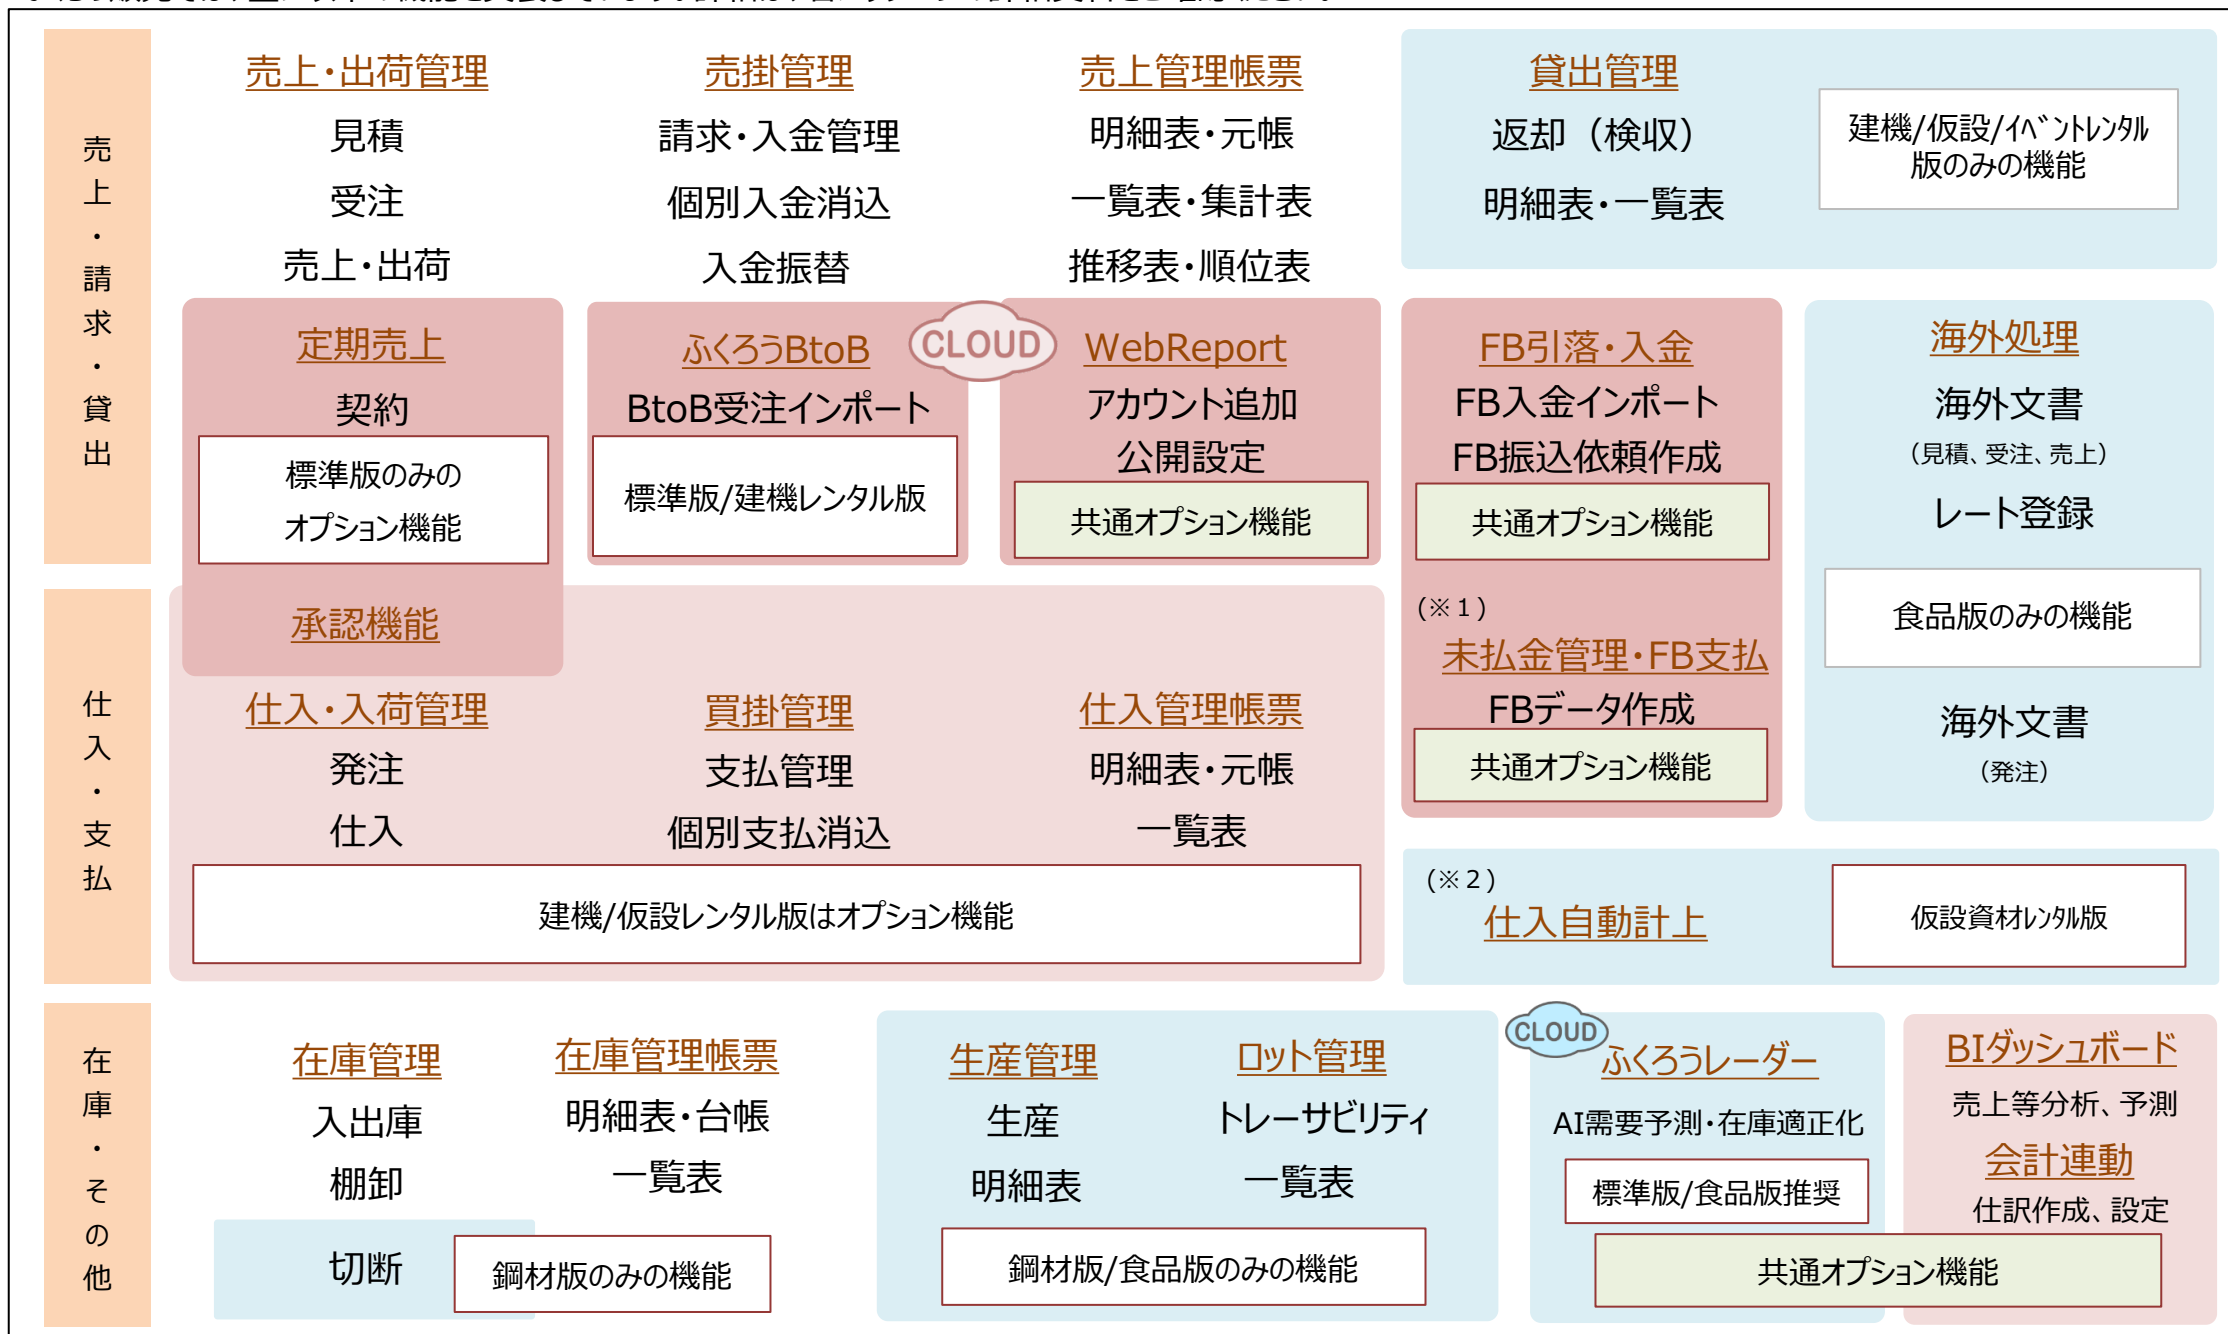 売上・請求・貸出
売上・出荷管理
見積
受注
売上・出荷
売掛管理
請求・入金管理
個別入金消込
入金振替
売上管理帳票
明細表・元帳
一覧表・集計表
推移表・順位表
貸出管理
返却（検収）
明細表・一覧表
建機/仮設/ｲﾍﾞﾝﾄﾚﾝﾀﾙ
版のみの機能
定期売上
契約
標準版のみの
オプション機能
ふくろうBtoB
BtoB受注インポート
標準版/建機レンタル版
CLOUD
WebReport
アカウント追加
公開設定
共通オプション機能
FB引落・入金
FB入金インポート
FB振込依頼作成
共通オプション機能
海外処理
海外文書
（見積、受注、売上）
レート登録
食品版のみの機能
海外文書
（発注）
仕入・支払
承認機能
仕入・入荷管理
発注
仕入
買掛管理
支払管理
個別支払消込
仕入管理帳票
明細表・元帳
一覧表
建機/仮設レンタル版はオプション機能
(※１)
未払金管理・FB支払
FBデータ作成
共通オプション機能
(※２)
仕入自動計上
仮設資材ﾚﾝﾀﾙ版
在庫・その他
在庫管理
入出庫
棚卸
切断
鋼材版のみの機能
在庫管理帳票
明細表・台帳
一覧表
生産管理
生産
明細表
ロット管理
トレーサビリティ
一覧表
鋼材版/食品版のみの機能
CLOUD
ふくろうレーダー
AI需要予測・在庫適正化
標準版/食品版推奨
BIダッシュボード
売上等分析、予測
会計連動
仕訳作成、設定
共通オプション機能